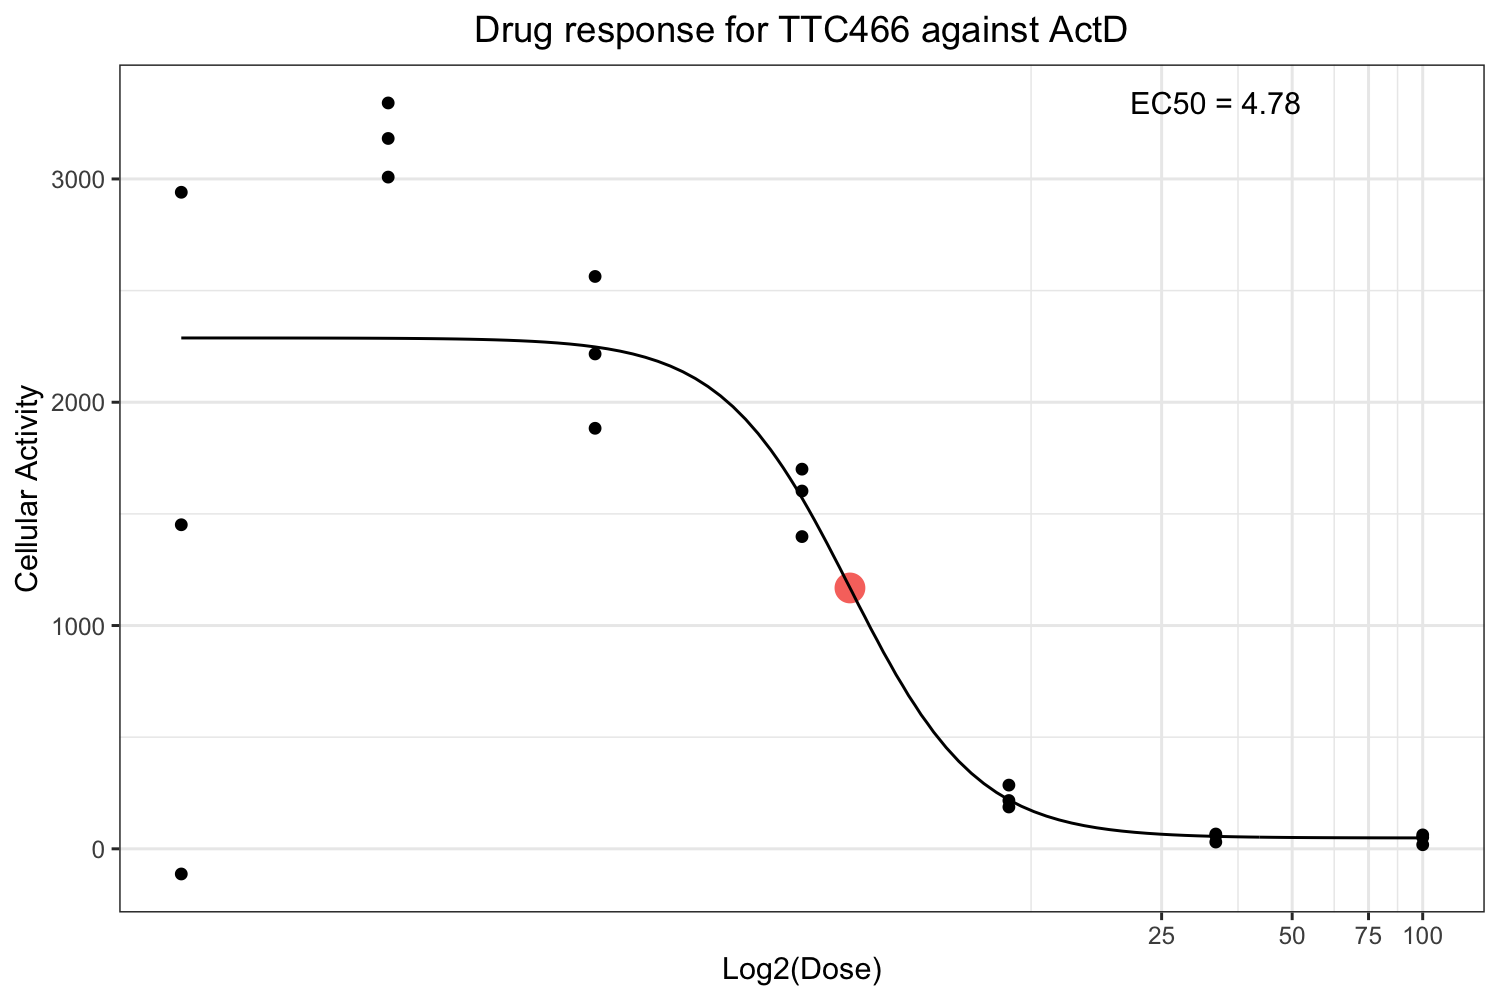 Drug response for TTC466 against ActD
EC50 = 4.78
3000
2000
1000
0
Cellular Activity
25 50 75 100
Log2(Dose)